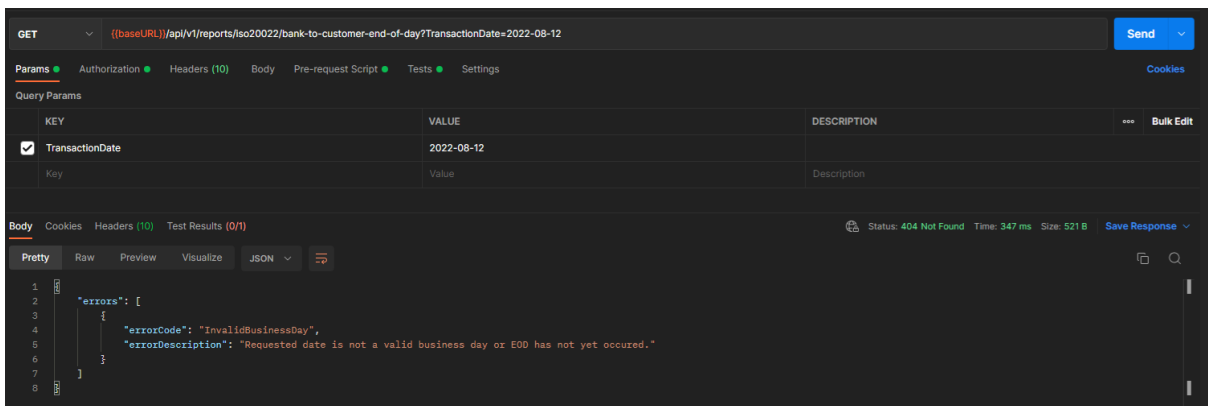 GET {{baseURL}}/api/v1/reports/iso20022/bank-to-customer-end-of-day?TransactionDate=2022-08-12 Send
Params Authorization Headers (10) Body Pre-request Script Tests Settings Cookies
Query Params
KEY VALUE DESCRIPTION ooo Bulk Edit
TransactionDate 2022-08-12
Key Value Description
Body Cookies Headers (10) Test Results (0/1) Status: 404 Not Found Time: 347 ms Size: 521 B Save Response
Pretty Raw Preview Visualize JSON
1 {
2 "errors": [
3 {
4 "errorCode": "InvalidBusinessDay",
5 "errorDescription": "Requested date is not a valid business day or EOD has not yet occured."
6 }
7 ]
8 }